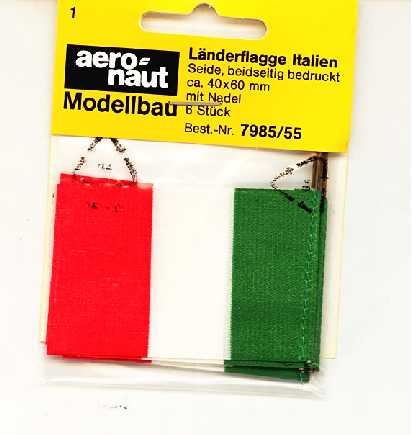 1
aero-
naut
Modellbau
Länderflagge Italien
Seide, beidseitig bedruckt
ca. 40x60 mm
mit Nadel
6 Stück
Best.-Nr. 7985/55